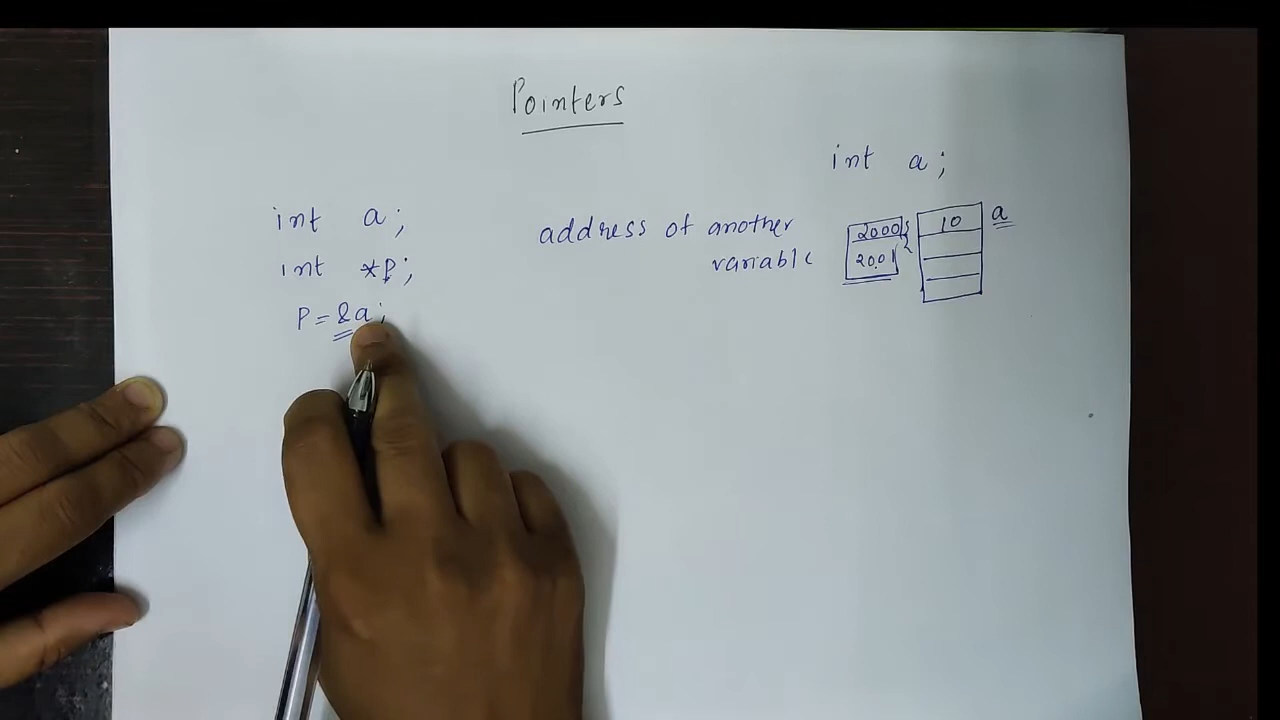 Pointers
int a;
int *P;
P = &a;
address of another
variable
int a;
2000
2001
10
a